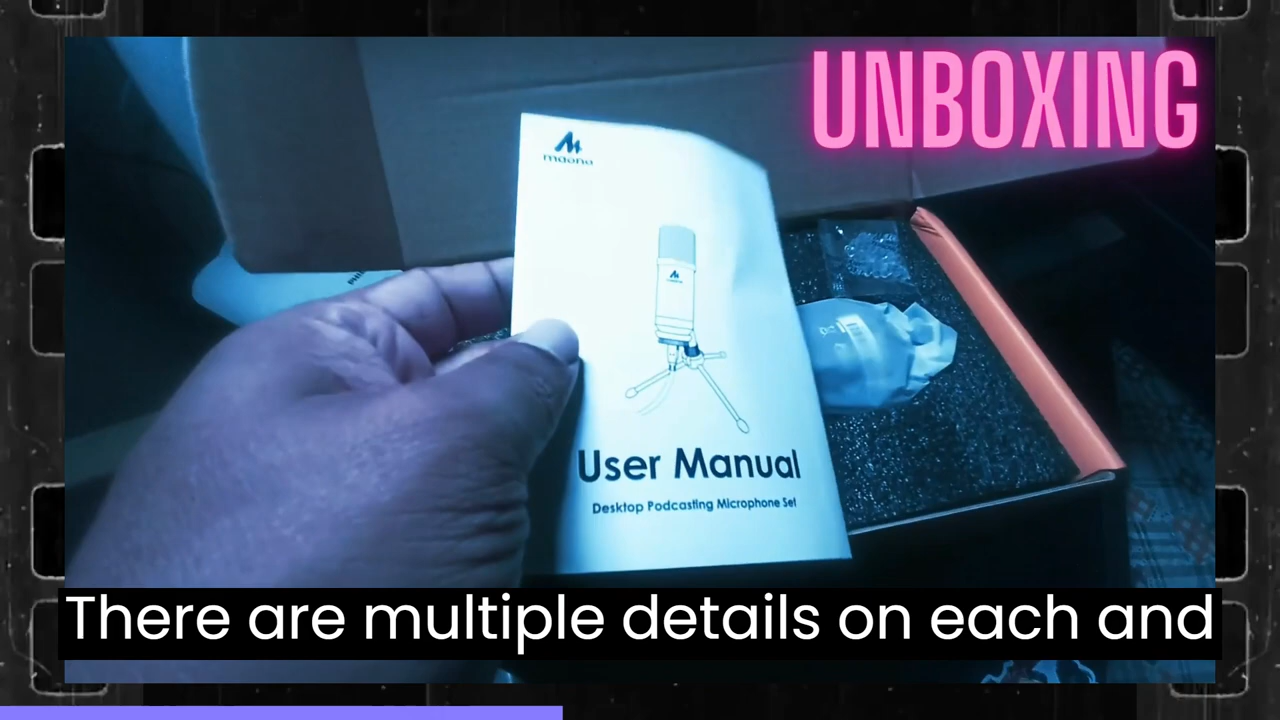 UNBOXING
maono
User Manual
Desktop Podcasting Microphone Set
There are multiple details on each and